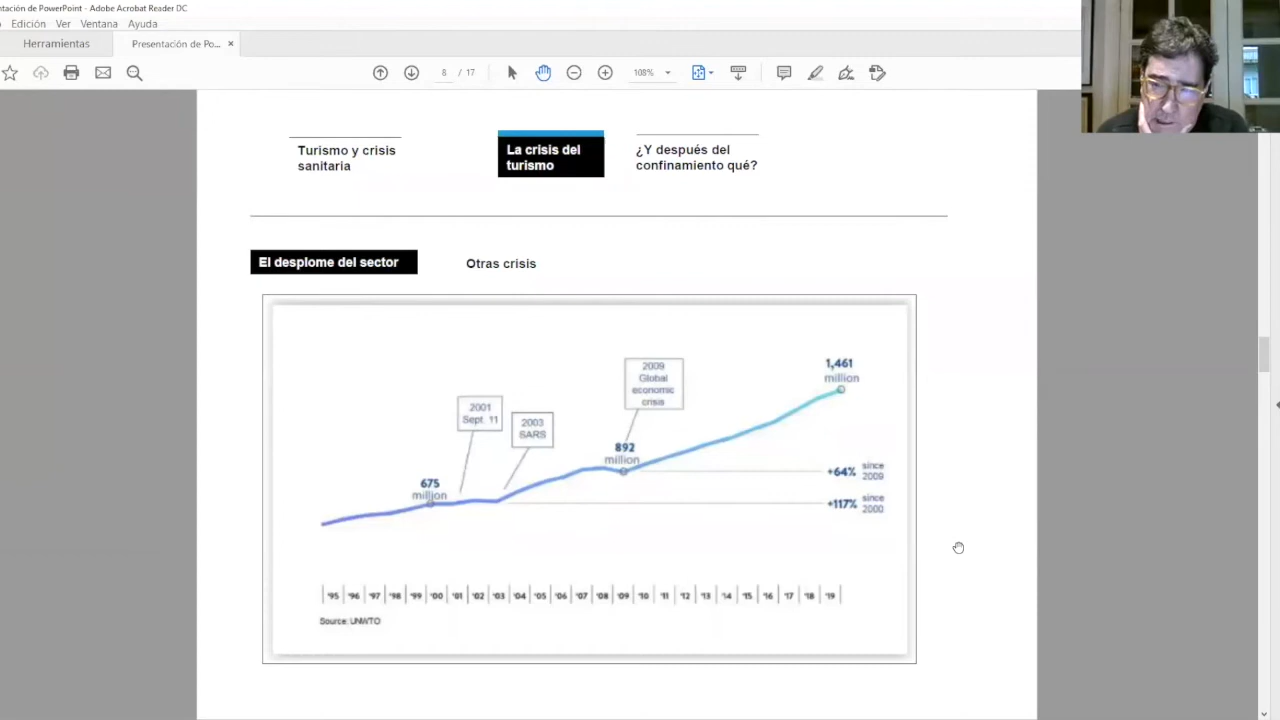 ntación de PowerPoint - Adobe Acrobat Reader DC
Edición Ver Ventana Ayuda
Herramientas
Presentación de Po... ×
8 / 17
108%
Turismo y crisis
sanitaria
La crisis del
turismo
¿Y después del
confinamiento qué?
El desplome del sector
Otras crisis
1,461
million
2009
Global
economic
crisis
2001
Sept. 11
2003
SARS
892
million
675
million
+64% since
2009
+117% since
2000
'95 '96 '97 '98 '99 '00 '01 '02 '03 '04 '05 '06 '07 '08 '09 '10 '11 '12 '13 '14 '15 '16 '17 '18 '19
Source: UNWTO